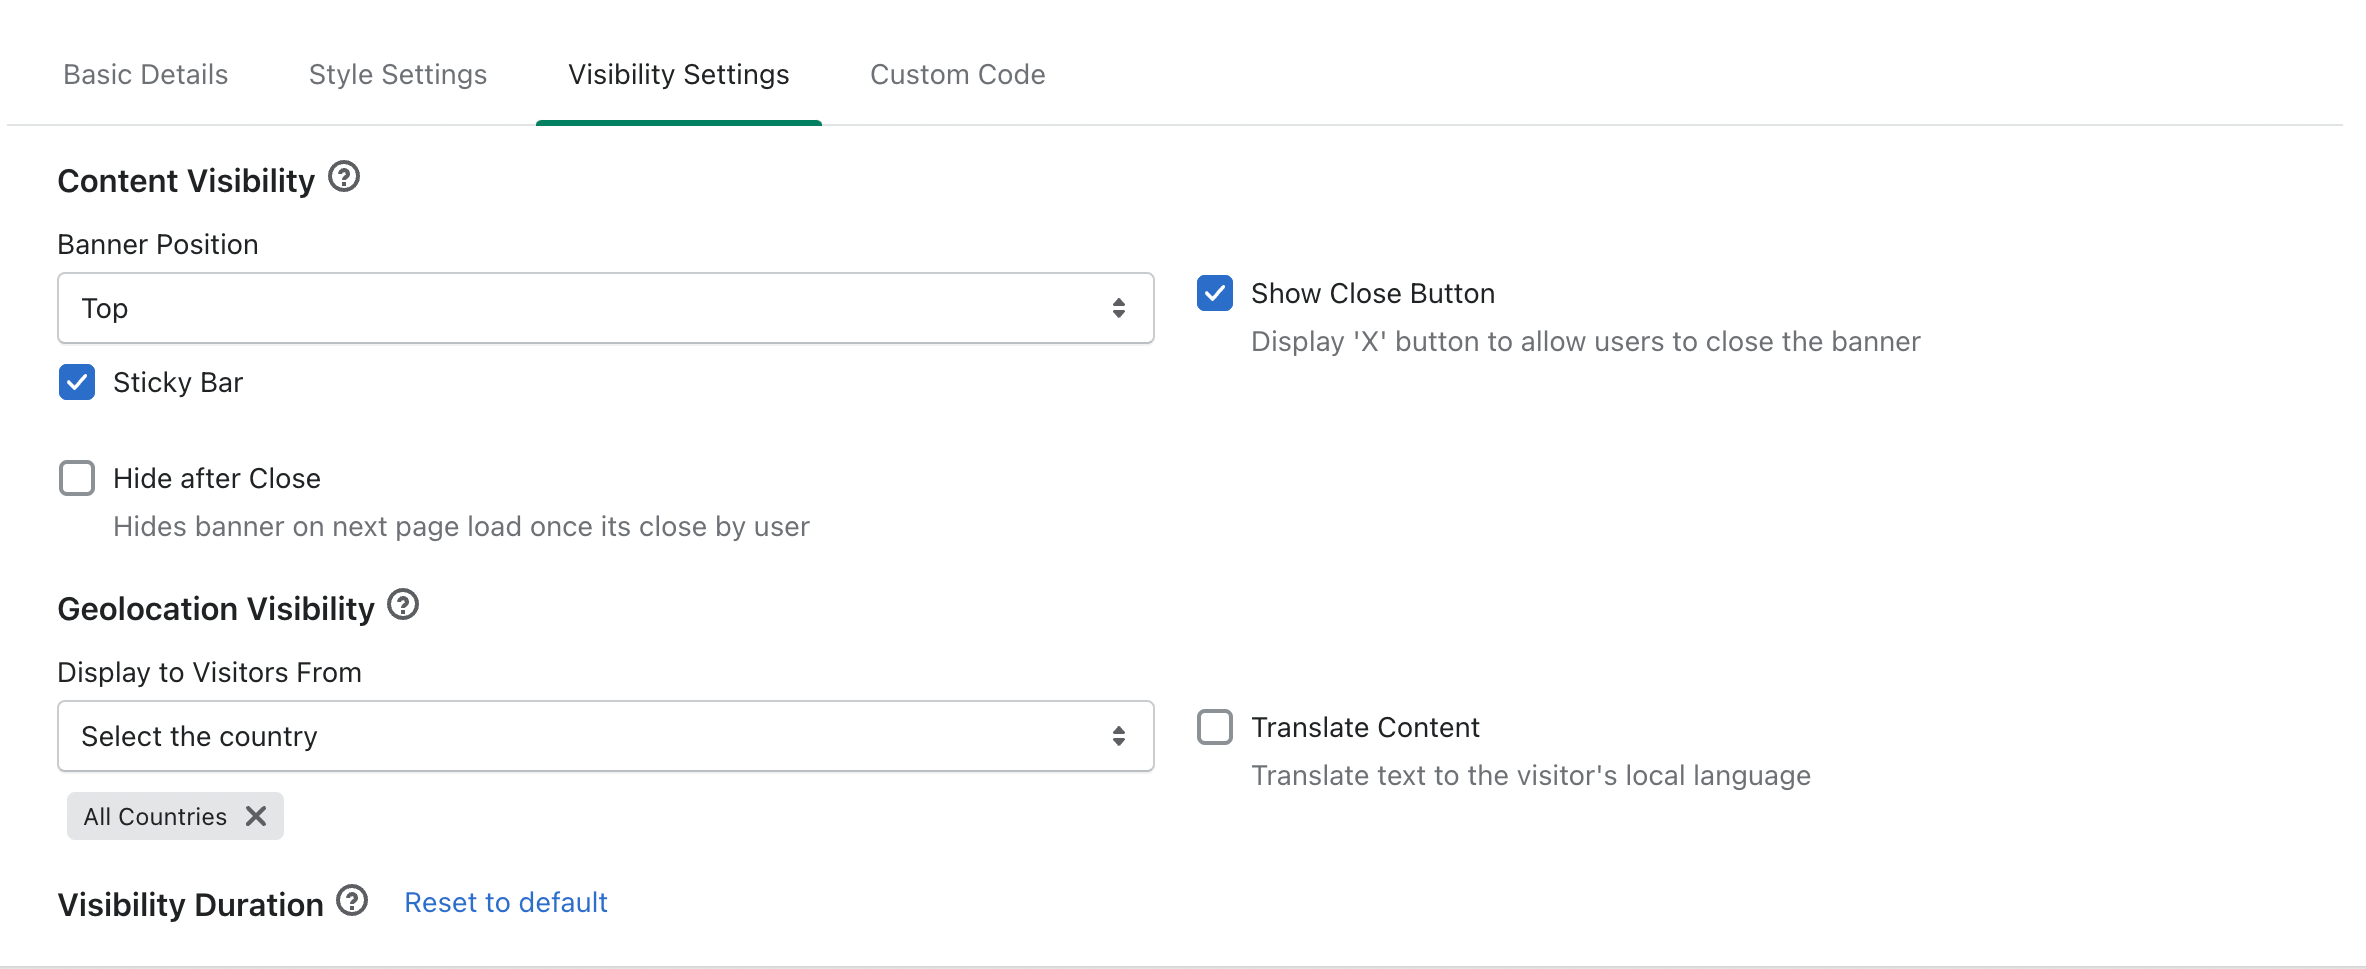 Basic Details Style Settings Visibility Settings Custom Code
Content Visibility ?
Banner Position
Top
Show Close Button
Display 'X' button to allow users to close the banner
Sticky Bar
Hide after Close
Hides banner on next page load once its close by user
Geolocation Visibility ?
Display to Visitors From
Select the country
Translate Content
Translate text to the visitor's local language
All Countries
Visibility Duration ? Reset to default